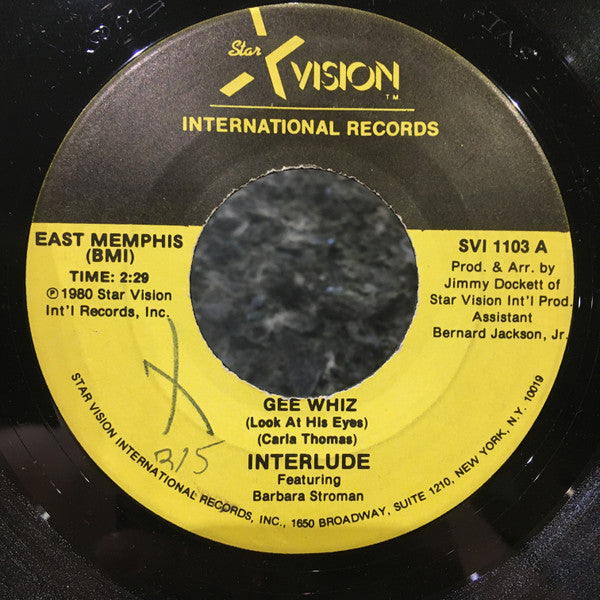 Star
VISION
TM
INTERNATIONAL RECORDS
EAST MEMPHIS
(BMI)
TIME: 2:29
℗ 1980 Star Vision
Int'l Records, Inc.
SVI 1103 A
Prod. & Arr. by
Jimmy Dockett of
Star Vision Int'l Prod.
Assistant
Bernard Jackson, Jr.
GEE WHIZ
(Look At His Eyes)
(Carla Thomas)
INTERLUDE
Featuring
Barbara Stroman
X
315
STAR VISION INTERNATIONAL RECORDS, INC., 1650 BROADWAY, SUITE 1210, NEW YORK, N.Y. 10019